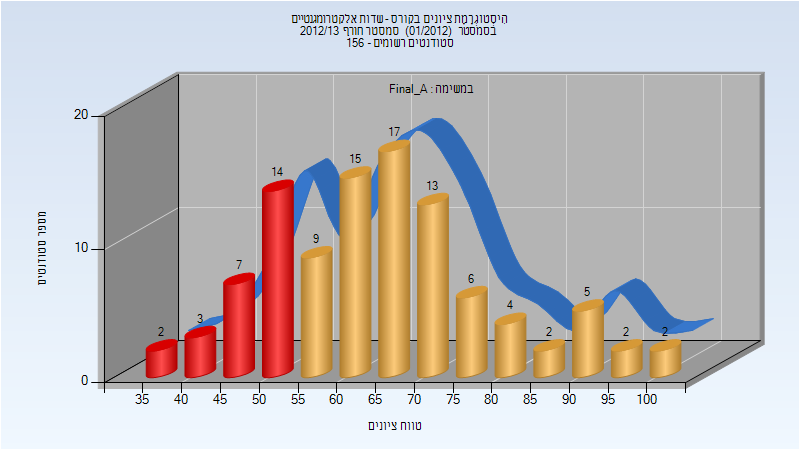 היסטוגרמת ציונים בקורס - שדות אלקטרומגנטיים
בסמסטר (01/2012) סמסטר חורף 2012/13
סטודנטים רשומים - 156
במשימה : Final_A
מספר סטודנטים
20
10
0
2
3
7
14
9
15
17
13
6
4
2
5
2
2
35 40 45 50 55 60 65 70 75 80 85 90 95 100
טווח ציונים